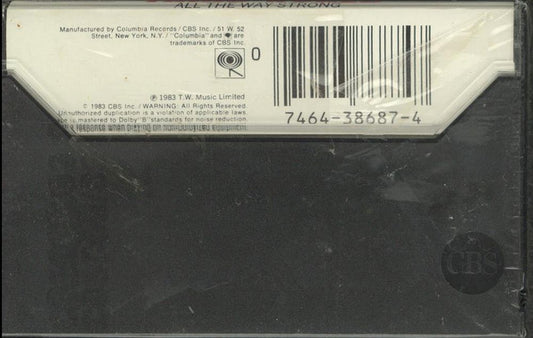 ALL THE WAY STRONG
Manufactured by Columbia Records / CBS Inc. / 51 W. 52
Street, New York, N.Y. / "Columbia" and are
trademarks of CBS Inc.
0
℗ 1983 T.W. Music Limited
© 1983 CBS Inc. / WARNING: All Rights Reserved
Unauthorized duplication is a violation of applicable laws.
is mastered to Dolby "B" standards for noise reduction
7464-38687-4
CBS